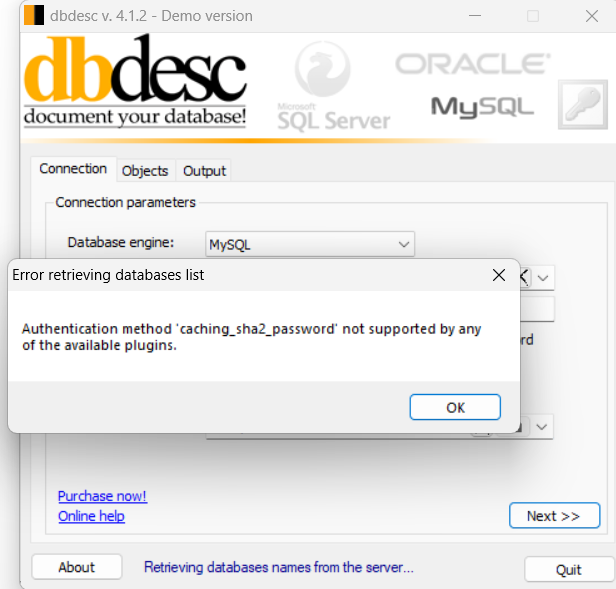 dbdesc v. 4.1.2 - Demo version
dbdesc
document your database!
Microsoft
SQL Server
ORACLE®
MySQL
Connection
Objects
Output
Connection parameters
Database engine:
MySQL
Error retrieving databases list
Authentication method 'caching_sha2_password' not supported by any
of the available plugins.
OK
Purchase now!
Online help
Next >>
About
Retrieving databases names from the server...
Quit